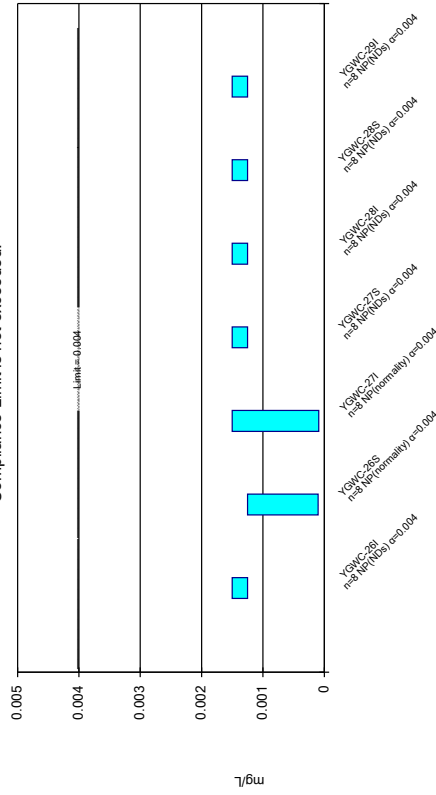 Compliance Limit is not exceeded.
0.005
0.004
0.003
0.002
0.001
0
mg/L
Limit = 0.004
YGWC-26I
n=8 NP(NDs) α=0.004
YGWC-26S
n=8 NP(normality) α=0.004
YGWC-27I
n=8 NP(normality) α=0.004
YGWC-27S
n=8 NP(NDs) α=0.004
YGWC-28I
n=8 NP(NDs) α=0.004
YGWC-28S
n=8 NP(NDs) α=0.004
YGWC-29I
n=8 NP(NDs) α=0.004